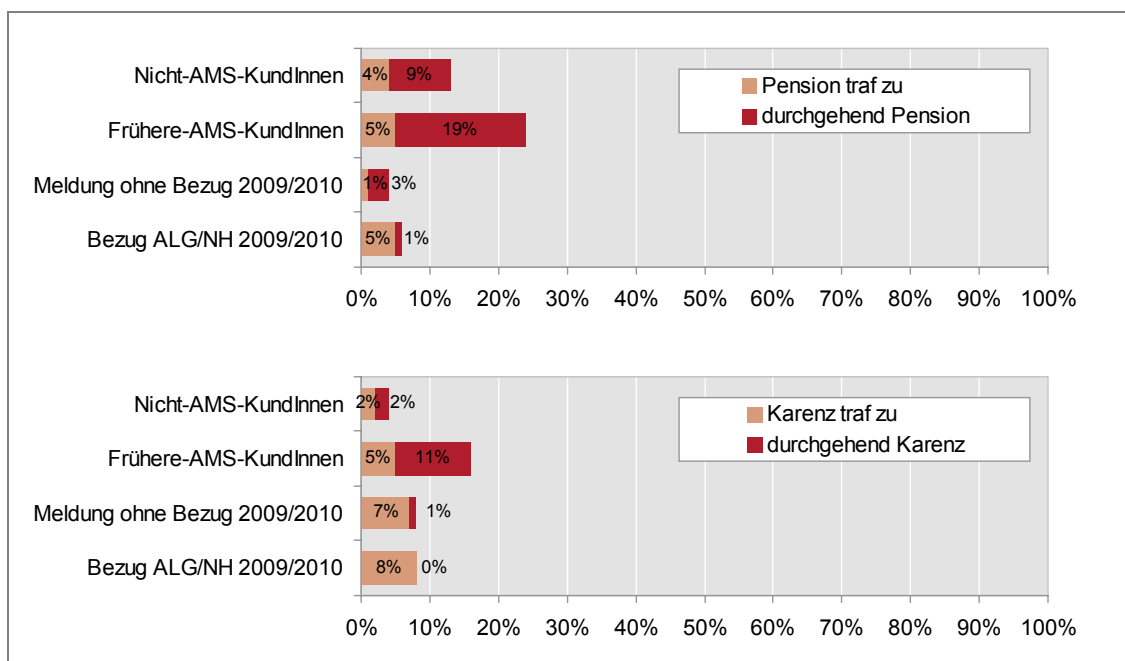 Nicht-AMS-KundInnen 4% 9%
Pension traf zu
durchgehend Pension
Frühere-AMS-KundInnen 5% 19%
Meldung ohne Bezug 2009/2010 1% 3%
Bezug ALG/NH 2009/2010 5% 1%
0% 10% 20% 30% 40% 50% 60% 70% 80% 90% 100%
Nicht-AMS-KundInnen 2% 2%
Karenz traf zu
durchgehend Karenz
Frühere-AMS-KundInnen 5% 11%
Meldung ohne Bezug 2009/2010 7% 1%
Bezug ALG/NH 2009/2010 8% 0%
0% 10% 20% 30% 40% 50% 60% 70% 80% 90% 100%